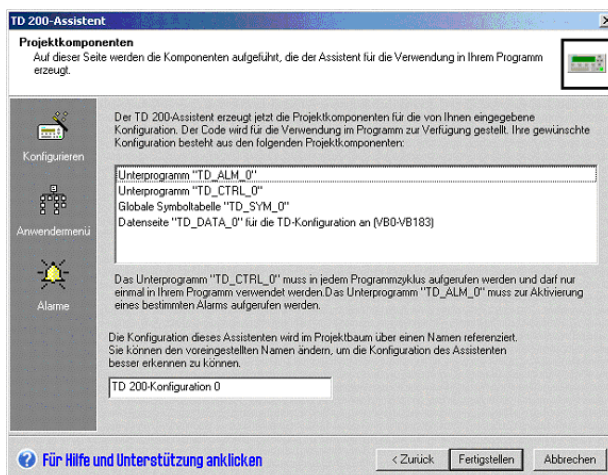 TD 200-Assistent
Projektkomponenten
Auf dieser Seite werden die Komponenten aufgeführt, die der Assistent für die Verwendung in Ihrem Programm
erzeugt.
Konfigurieren
Anwendermenü
Alarme
Der TD 200-Assistent erzeugt jetzt die Projektkomponenten für die von Ihnen eingegebene
Konfiguration. Der Code wird für die Verwendung im Programm zur Verfügung gestellt. Ihre gewünschte
Konfiguration besteht aus den folgenden Projektkomponenten:
Unterprogramm "TD_ALM_0"
Unterprogramm "TD_CTRL_0"
Globale Symboltabelle "TD_SYM_0"
Datenseite "TD_DATA_0" für die TD-Konfiguration an (VB0-VB183)
Das Unterprogramm "TD_CTRL_0" muss in jedem Programmzyklus aufgerufen werden und darf nur
einmal in Ihrem Programm verwendet werden.Das Unterprogramm "TD_ALM_0" muss zur Aktivierung
eines bestimmten Alarms aufgerufen werden.
Die Konfiguration dieses Assistenten wird im Projektbaum über einen Namen referenziert.
Sie können den voreingestellten Namen ändern, um die Konfiguration des Assistenten
besser erkennen zu können.
TD 200-Konfiguration 0
Für Hilfe und Unterstützung anklicken
< Zurück
Fertigstellen
Abbrechen